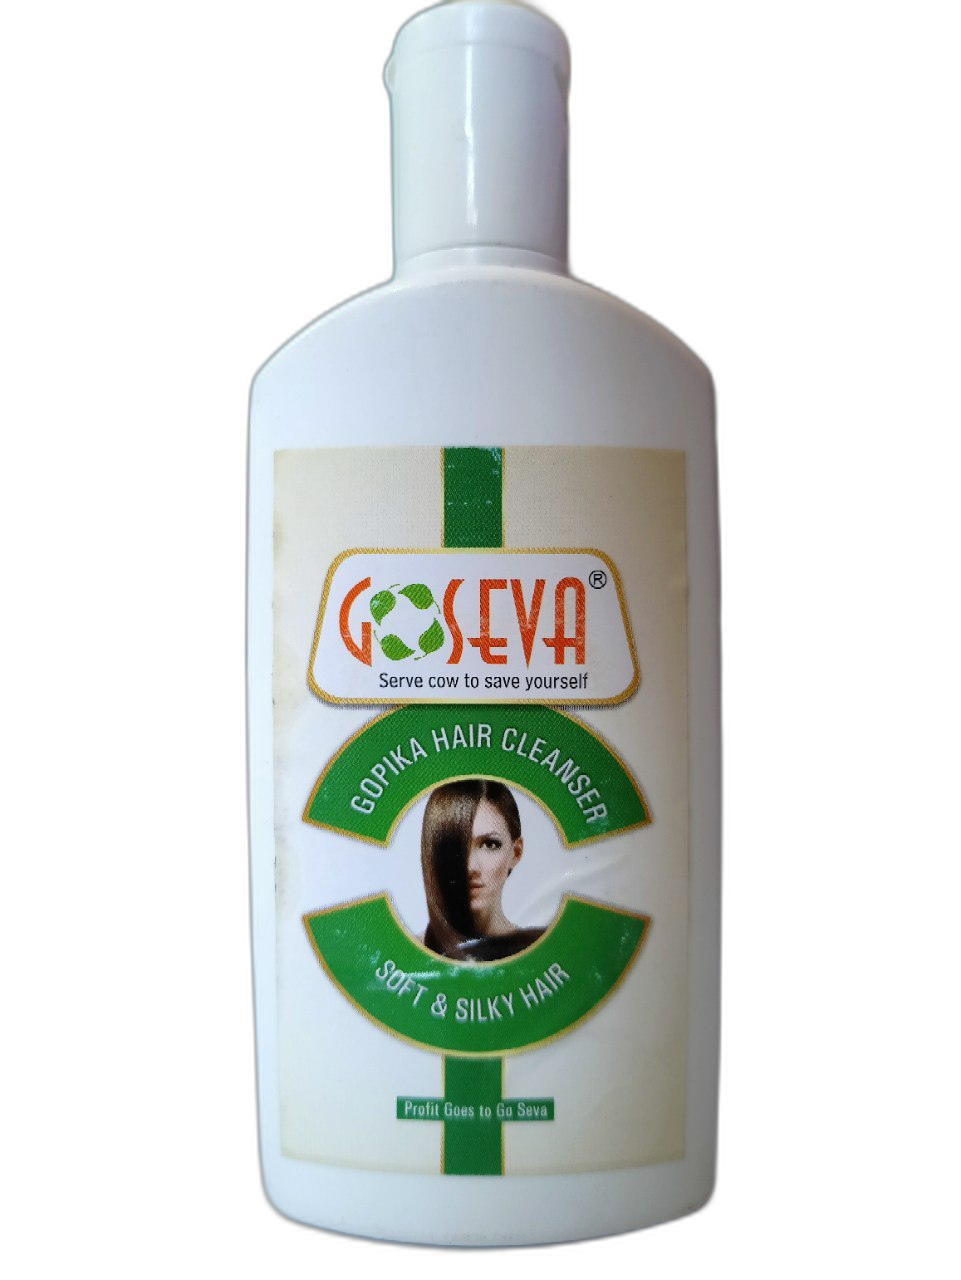 GOSEVA®
Serve cow to save yourself
GOPIKA HAIR CLEANSER
SOFT & SILKY HAIR
Profit Goes to Go Seva